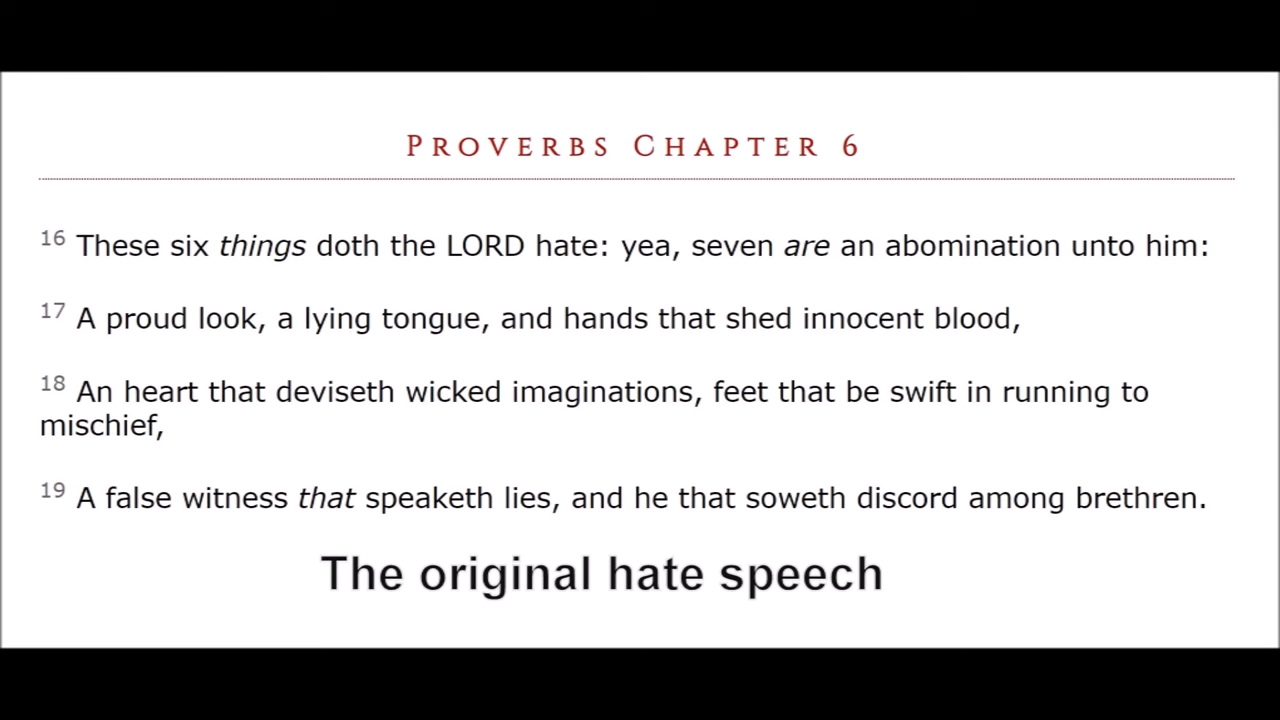 PROVERBS CHAPTER 6
16 These six things doth the LORD hate: yea, seven are an abomination unto him:
17 A proud look, a lying tongue, and hands that shed innocent blood,
18 An heart that deviseth wicked imaginations, feet that be swift in running to
mischief,
19 A false witness that speaketh lies, and he that soweth discord among brethren.
The original hate speech